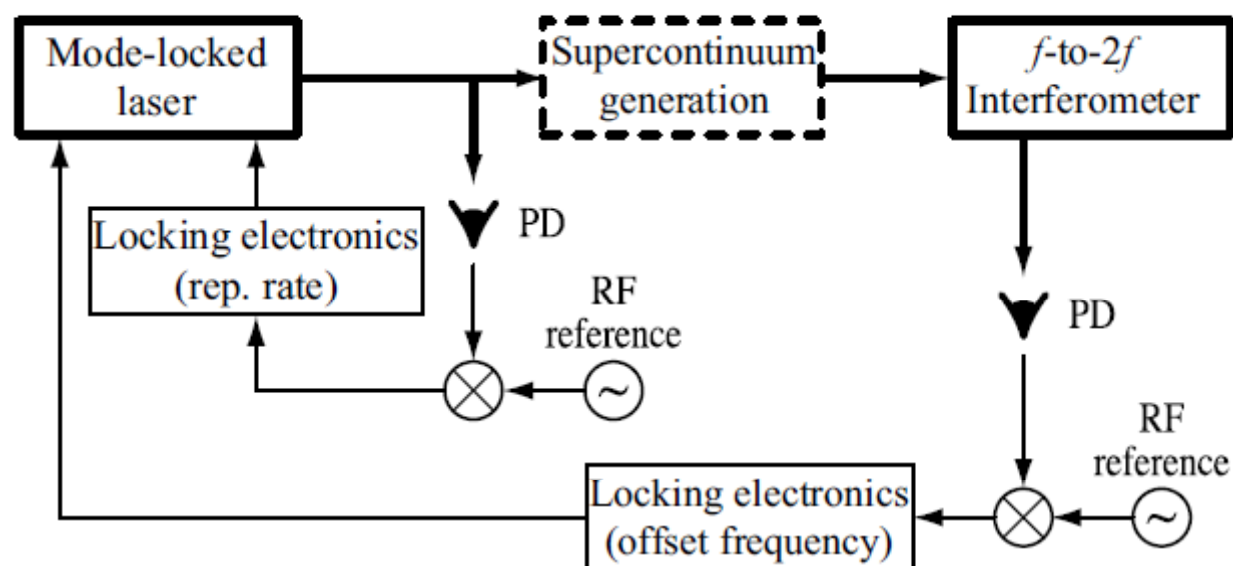 Mode-locked
laser
Supercontinuum
generation
f-to-2f
Interferometer
Locking electronics
(rep. rate)
PD
RF
reference
~
PD
RF
reference
~
Locking electronics
(offset frequency)